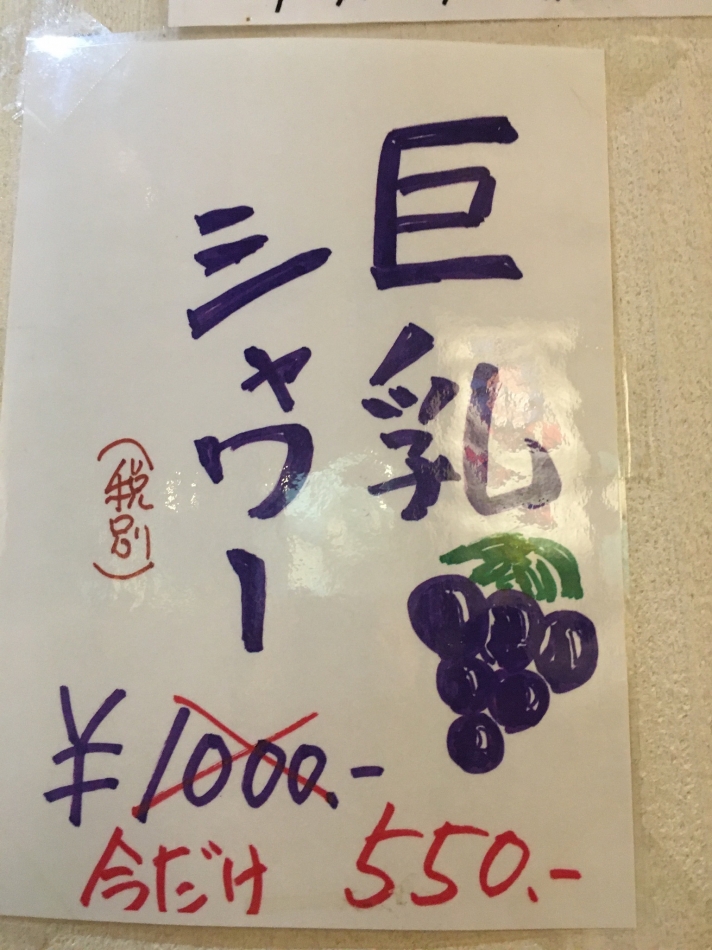 巨乳
シャワー
(税別)
¥1000.-
今だけ 550.-